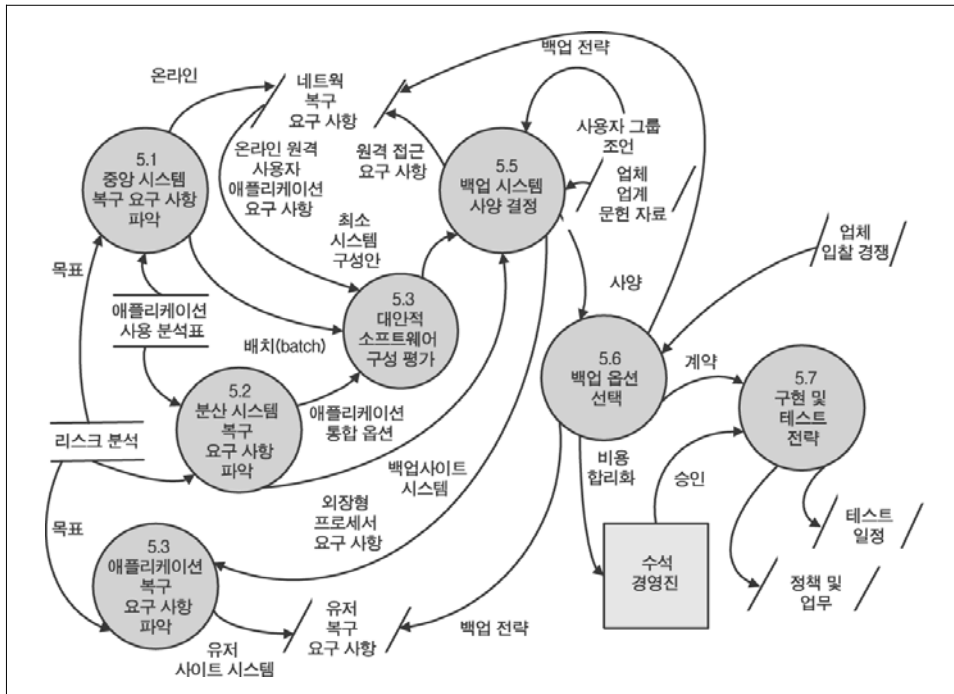 백업 전략
온라인
네트웍
복구
요구 사항
사용자 그룹
조언
5.1
중앙 시스템
복구 요구 사항
파악
온라인 원격
사용자
애플리케이션
요구 사항
원격 접근
요구 사항
5.5
백업 시스템
사양 결정
업체
업계
문헌 자료
업체
입찰 경쟁
최소
시스템
구성안
목표
사양
애플리케이션
사용 분석표
5.3
대안적
소프트웨어
구성 평가
배치(batch)
5.6
백업 옵션
선택
계약
5.7
구현 및
테스트
전략
5.2
분산 시스템
복구
요구 사항
파악
애플리케이션
통합 옵션
리스크 분석
백업사이트
시스템
비용
합리화
승인
외장형
프로세서
요구 사항
목표
테스트
일정
5.3
애플리케이션
복구
요구 사항
파악
수석
경영진
정책 및
업무
유저
복구
요구 사항
백업 전략
유저
사이트 시스템